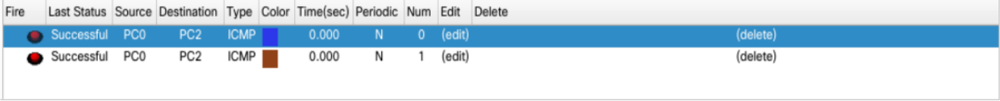 Fire Last Status Source Destination Type Color Time(sec) Periodic Num Edit Delete
Successful PC0 PC2 ICMP 0.000 N 0 (edit) (delete)
Successful PC0 PC2 ICMP 0.000 N 1 (edit) (delete)